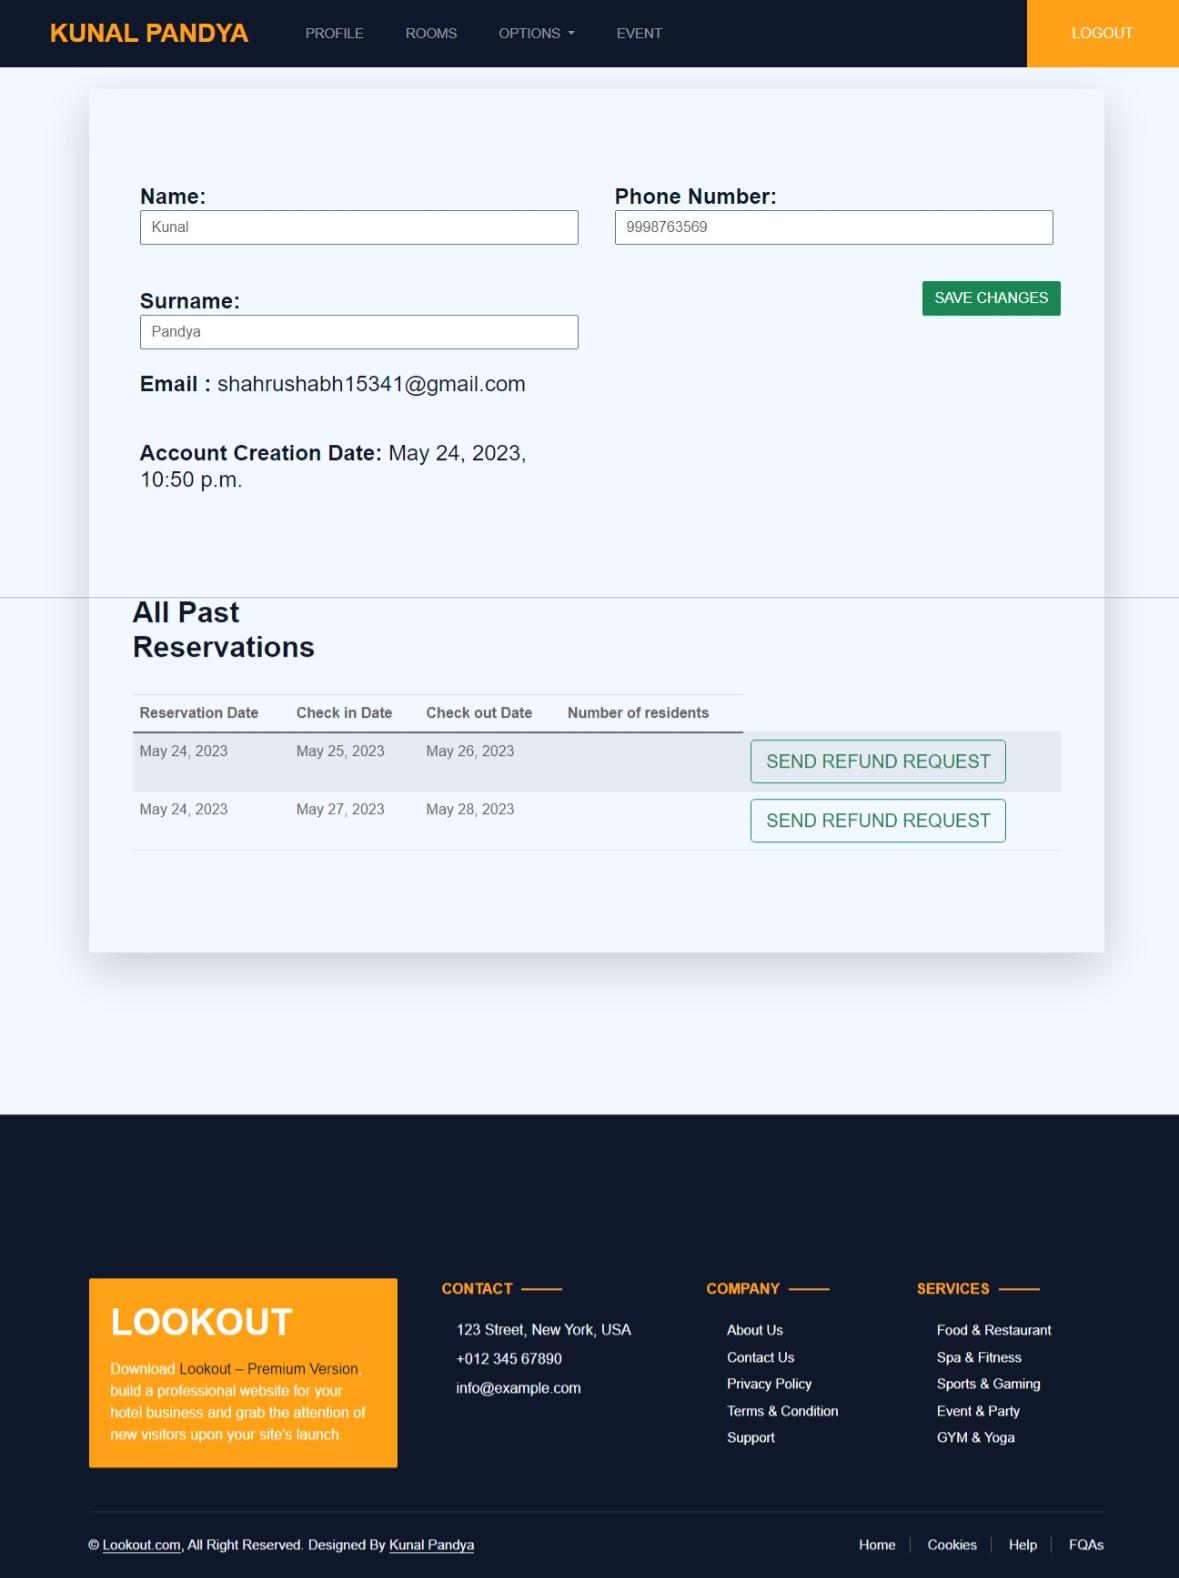 KUNAL PANDYA PROFILE ROOMS OPTIONS EVENT LOGOUT
Name:
Kunal
Phone Number:
9998763569
Surname:
Pandya
SAVE CHANGES
Email : shahrushabh15341@gmail.com
Account Creation Date: May 24, 2023,
10:50 p.m.
All Past
Reservations
Reservation Date Check in Date Check out Date Number of residents
May 24, 2023 May 25, 2023 May 26, 2023 SEND REFUND REQUEST
May 24, 2023 May 27, 2023 May 28, 2023 SEND REFUND REQUEST
LOOKOUT
Download Lookout – Premium Version,
build a professional website for your
hotel business and grab the attention of
new visitors upon your site's launch.
CONTACT
123 Street, New York, USA
+012 345 67890
info@example.com
COMPANY
About Us
Contact Us
Privacy Policy
Terms & Condition
Support
SERVICES
Food & Restaurant
Spa & Fitness
Sports & Gaming
Event & Party
GYM & Yoga
© Lookout.com, All Right Reserved. Designed By Kunal Pandya
Home Cookies Help FQAs